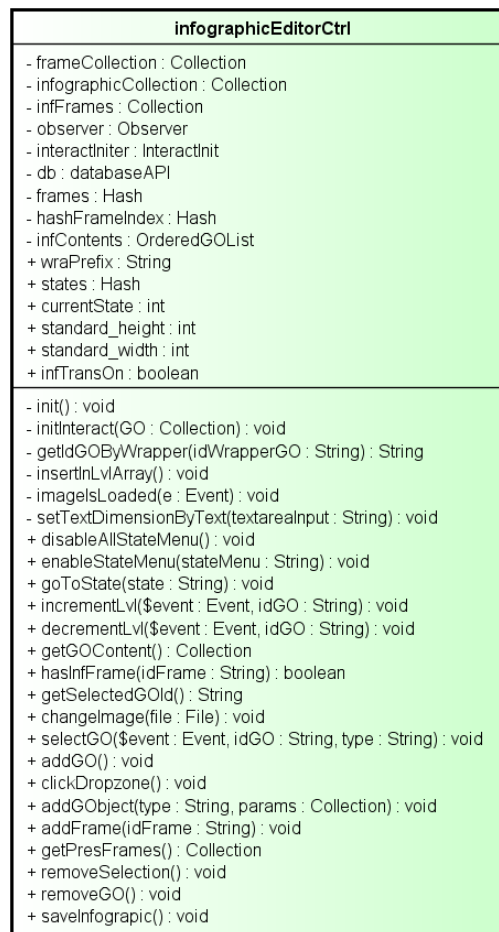 infographicEditorCtrl
- frameCollection : Collection
- infographicCollection : Collection
- infFrames : Collection
- observer : Observer
- interactIniter : InteractInit
- db : databaseAPI
- frames : Hash
- hashFrameIndex : Hash
- infContents : OrderedGOList
+ wraPrefix : String
+ states : Hash
+ currentState : int
+ standard_height : int
+ standard_width : int
+ infTransOn : boolean
- init() : void
- initInteract(GO : Collection) : void
- getIdGOByWrapper(idWrapperGO : String) : String
- insertInLvlArray() : void
- imageIsLoaded(e : Event) : void
- setTextDimensionByText(textareaInput : String) : void
+ disableAllStateMenu() : void
+ enableStateMenu(stateMenu : String) : void
+ goToState(state : String) : void
+ incrementLvl($event : Event, idGO : String) : void
+ decrementLvl($event : Event, idGO : String) : void
+ getGOContent() : Collection
+ hasInfFrame(idFrame : String) : boolean
+ getSelectedGOId() : String
+ changeImage(file : File) : void
+ selectGO($event : Event, idGO : String, type : String) : void
+ addGO() : void
+ clickDropzone() : void
+ addGObject(type : String, params : Collection) : void
+ addFrame(idFrame : String) : void
+ getPresFrames() : Collection
+ removeSelection() : void
+ removeGO() : void
+ saveInfograpic() : void